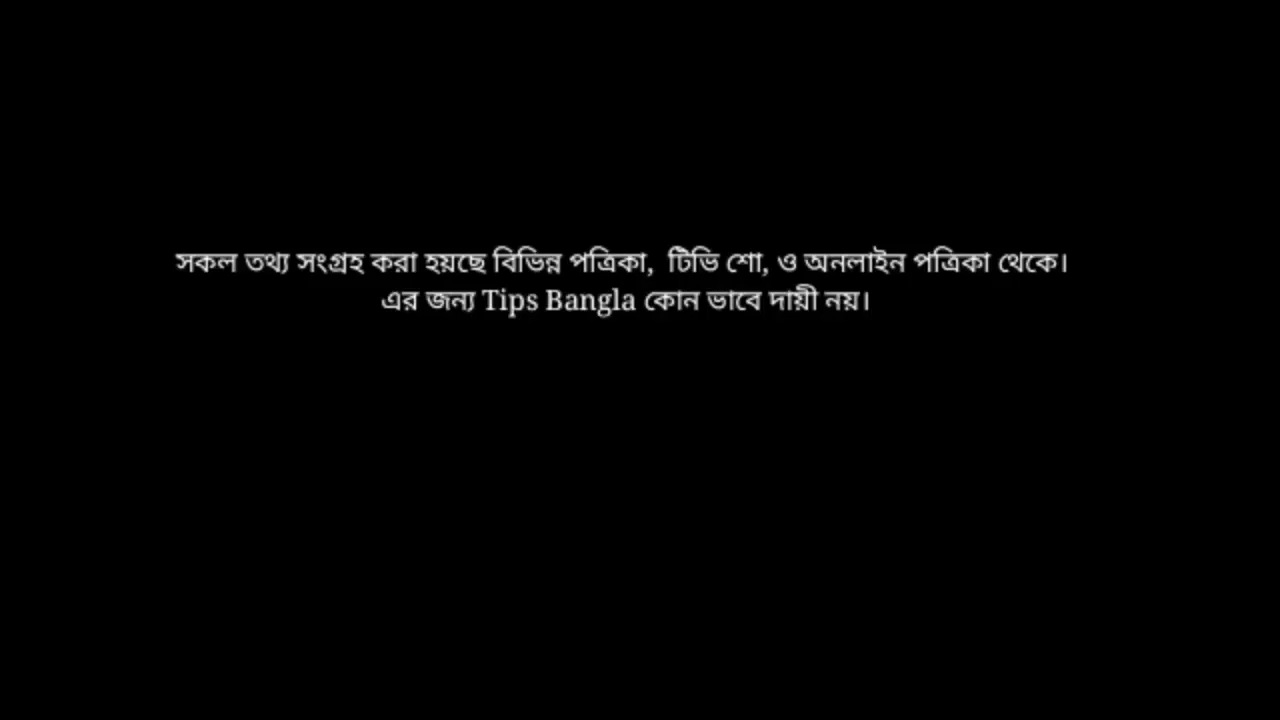 সকল তথ্য সংগ্রহ করা হয়ছে বিভিন্ন পত্রিকা, টিভি শো, ও অনলাইন পত্রিকা থেকে।
এর জন্য Tips Bangla কোন ভাবে দায়ী নয়।